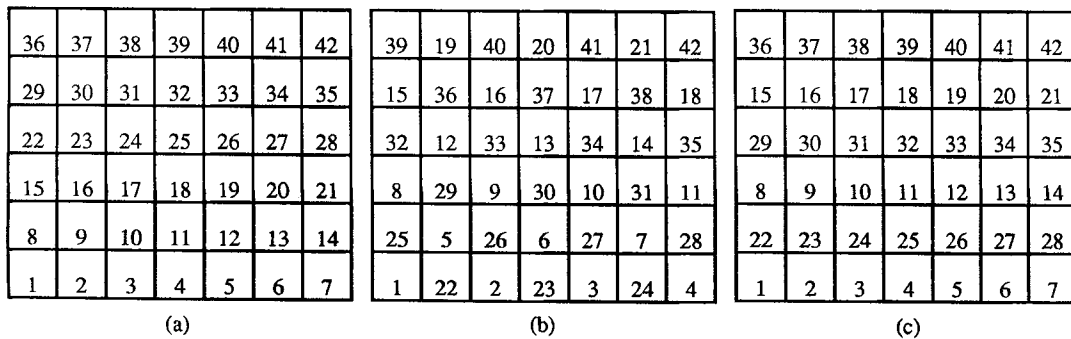 36 37 38 39 40 41 42
29 30 31 32 33 34 35
22 23 24 25 26 27 28
15 16 17 18 19 20 21
8 9 10 11 12 13 14
1 2 3 4 5 6 7
(a)
39 19 40 20 41 21 42
15 36 16 37 17 38 18
32 12 33 13 34 14 35
8 29 9 30 10 31 11
25 5 26 6 27 7 28
1 22 2 23 3 24 4
(b)
36 37 38 39 40 41 42
15 16 17 18 19 20 21
29 30 31 32 33 34 35
8 9 10 11 12 13 14
22 23 24 25 26 27 28
1 2 3 4 5 6 7
(c)